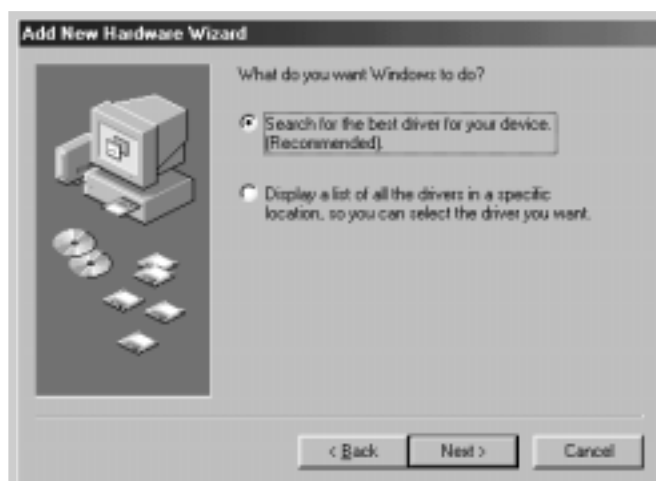 Add New Hardware Wizard
What do you want Windows to do?
Search for the best driver for your device.
(Recommended).
Display a list of all the drivers in a specific
location, so you can select the driver you want.
< Back
Next >
Cancel